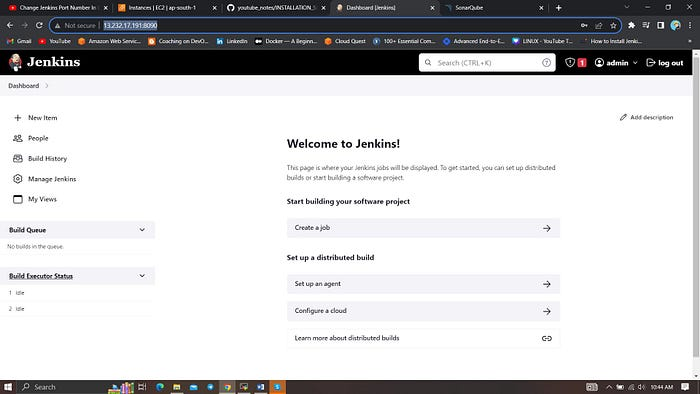 Change Jenkins Port Number In
Instances | EC2 | ap-south-1
youtube_notes/INSTALLATION_S
Dashboard [Jenkins]
SonarQube
Not secure
13.232.17.191:8090
Gmail
YouTube
Amazon Web Servic...
Coaching on DevO...
LinkedIn
Docker — A Beginn...
Cloud Quest
100+ Essential Com...
Advanced End-to-E...
LINUX - YouTube T...
How to Install Jenki...
Jenkins
Search (CTRL+K)
?
1
admin
log out
Dashboard
New Item
People
Build History
Manage Jenkins
My Views
Build Queue
No builds in the queue.
Build Executor Status
1 Idle
2 Idle
Add description
Welcome to Jenkins!
This page is where your Jenkins jobs will be displayed. To get started, you can set up distributed
builds or start building a software project.
Start building your software project
Create a job
Set up a distributed build
Set up an agent
Configure a cloud
Learn more about distributed builds
Search
10:44 AM